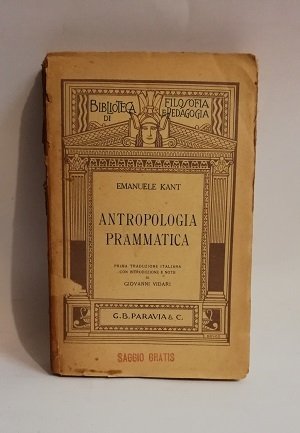 BIBLIOTECA
DI
FILOSOFIA
E PEDAGOGIA
EMANUELE KANT
ANTROPOLOGIA
PRAMMATICA
PRIMA TRADUZIONE ITALIANA
CON INTRODUZIONE E NOTE
DI
GIOVANNI VIDARI
G.B. PARAVIA & C.
SAGGIO GRATIS